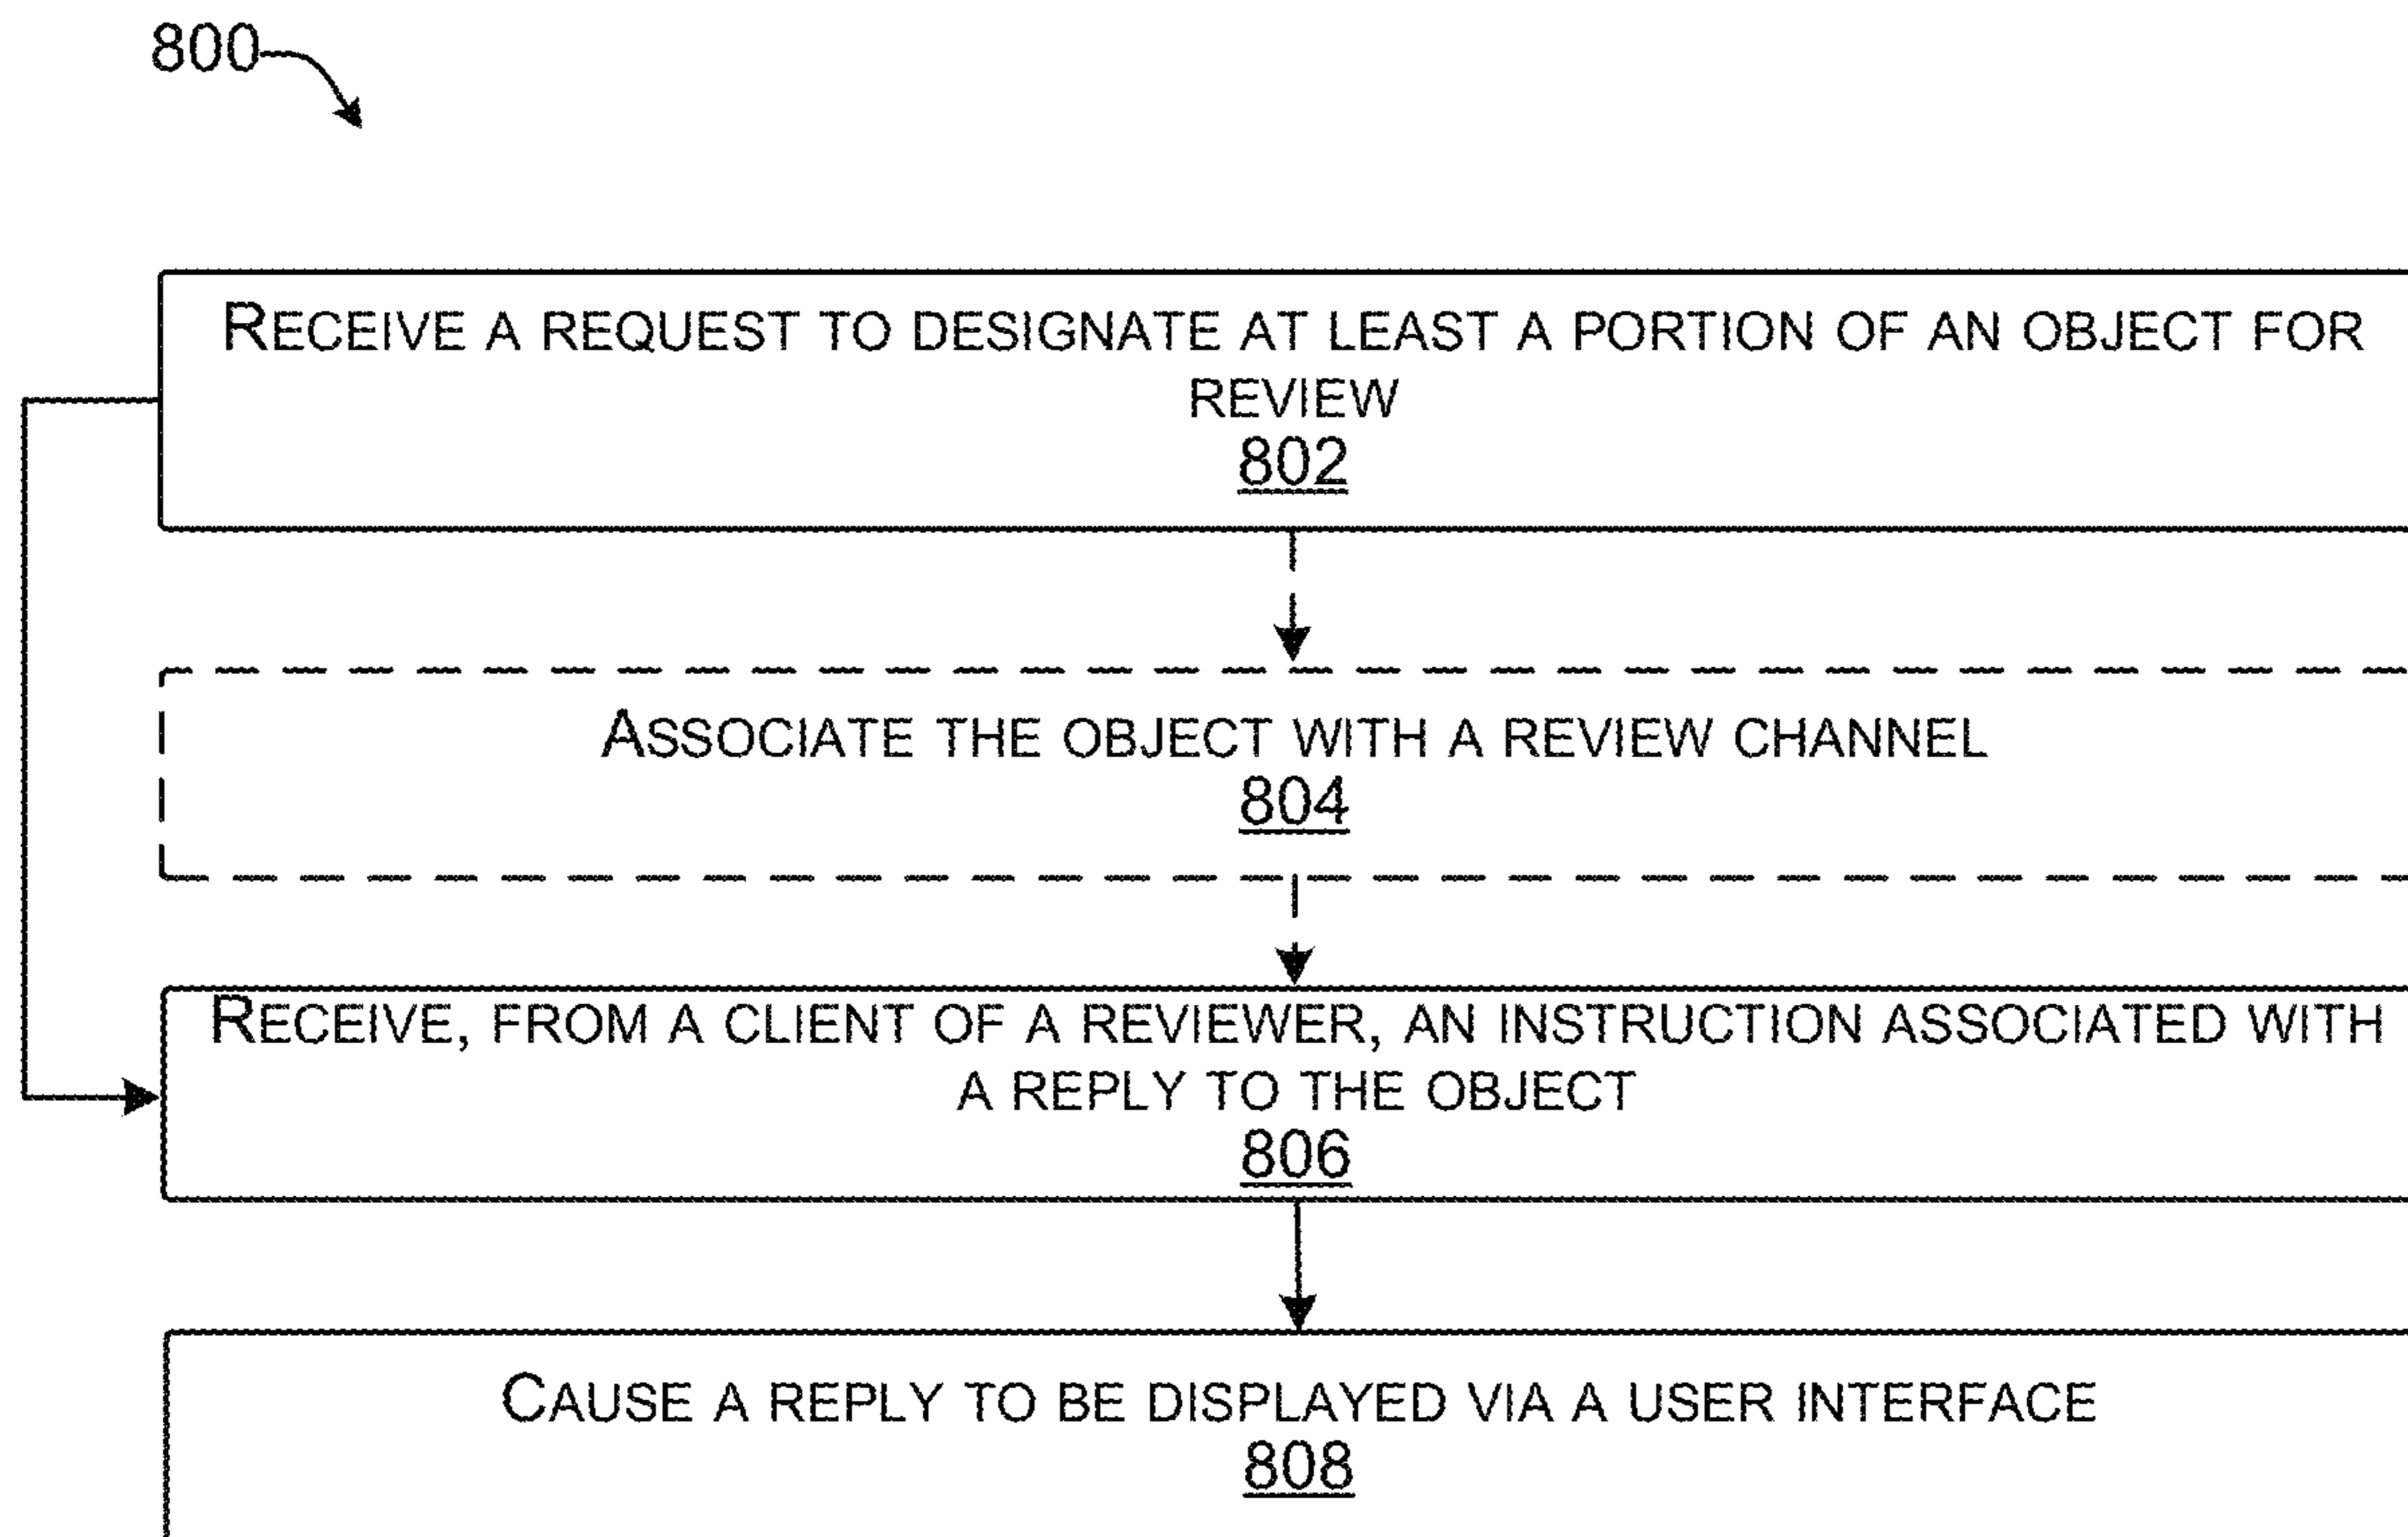 800
RECEIVE A REQUEST TO DESIGNATE AT LEAST A PORTION OF AN OBJECT FOR
REVIEW
802
ASSOCIATE THE OBJECT WITH A REVIEW CHANNEL
804
RECEIVE, FROM A CLIENT OF A REVIEWER, AN INSTRUCTION ASSOCIATED WITH
A REPLY TO THE OBJECT
806
CAUSE A REPLY TO BE DISPLAYED VIA A USER INTERFACE
808